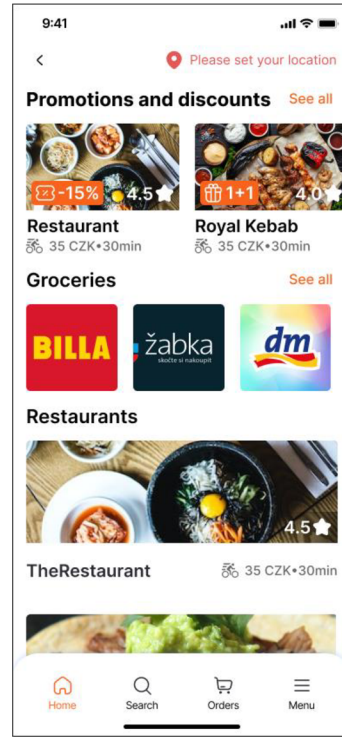 9:41
Please set your location
Promotions and discounts See all
-15% 4.5
1+1 4.0
Restaurant
35 CZK•30min
Royal Kebab
35 CZK•30min
Groceries See all
BILLA
žabka
skočte si nakoupit
dm
Restaurants
4.5
TheRestaurant 35 CZK•30min
Home Search Orders Menu